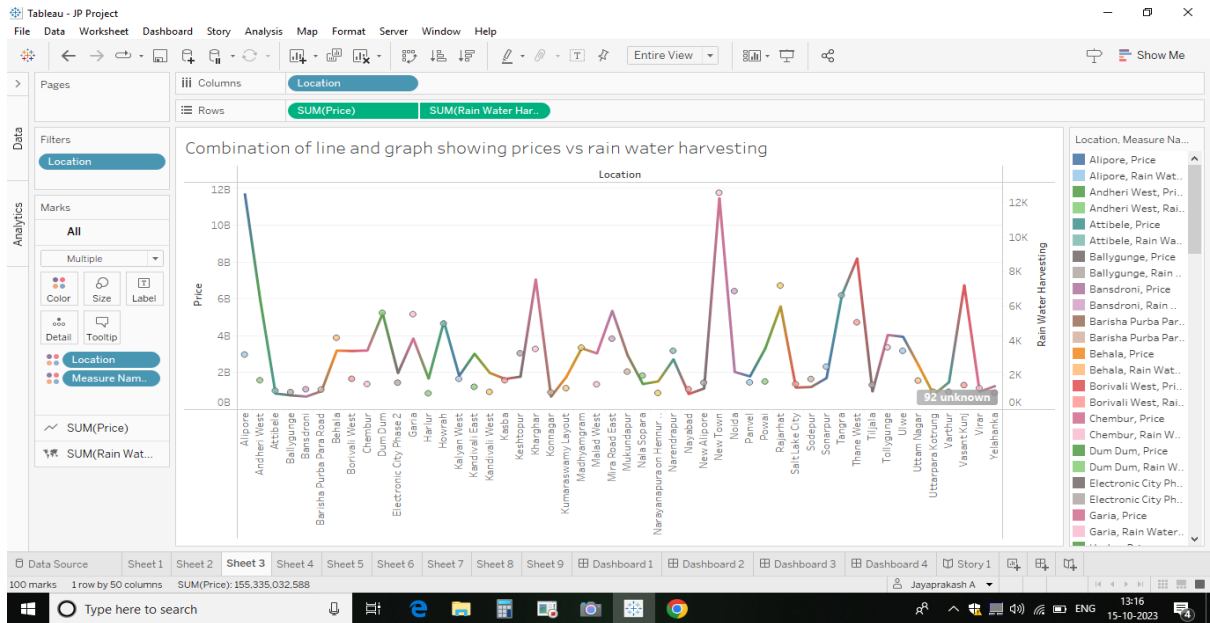 Tableau - JP Project
File Data Worksheet Dashboard Story Analysis Map Format Server Window Help
Entire View
Show Me
Pages
Columns
Location
Rows
SUM(Price)
SUM(Rain Water Har..
Data
Analytics
Filters
Location
Marks
All
Multiple
Color
Size
Label
Detail
Tooltip
Location
Measure Nam..
SUM(Price)
SUM(Rain Wat...
Combination of line and graph showing prices vs rain water harvesting
Location
12B
10B
8B
6B
4B
2B
0B
Price
12K
10K
8K
6K
4K
2K
0K
Rain Water Harvesting
92 unknown
Alipore
Andheri West
Attibele
Ballygunge
Bansdroni
Barisha Purba Para Road
Behala
Borivali West
Chembur
Dum Dum
Electronic City Phase 2
Garia
Harlur
Howrah
Kalyan West
Kandivali East
Kandivali West
Kasba
Keshtopur
Kharghar
Konnagar
Kumaraswamy Layout
Madhyamgram
Malad West
Mira Road East
Mukundapur
Nala Sopara
Narayanapura on Hennur ..
Narendrapur
Nayabad
New Alipore
New Town
Noida
Panvel
Powai
Rajarhat
Salt Lake City
Sodepur
Sonarpur
Tangra
Thane West
Tiljala
Tollygunge
Ulwe
Uttam Nagar
Uttarpara Kotrung
Vasant Kunj
Virar
Yelahanka
Location, Measure Na...
Alipore, Price
Alipore, Rain Wat..
Andheri West, Pri..
Andheri West, Rai..
Attibele, Price
Attibele, Rain Wa..
Ballygunge, Price
Ballygunge, Rain ..
Bansdroni, Price
Bansdroni, Rain ..
Barisha Purba Par..
Barisha Purba Par..
Behala, Price
Behala, Rain Wat..
Borivali West, Pri..
Borivali West, Rai..
Chembur, Price
Chembur, Rain W..
Dum Dum, Price
Dum Dum, Rain W..
Electronic City Ph..
Electronic City Ph..
Garia, Price
Garia, Rain Water..
Data Source Sheet 1 Sheet 2 Sheet 3 Sheet 4 Sheet 5 Sheet 6 Sheet 7 Sheet 8 Sheet 9 Dashboard 1 Dashboard 2 Dashboard 3 Dashboard 4 Story 1
100 marks 1 row by 50 columns SUM(Price): 155,335,032,588
Jayaprakash A
Type here to search
ENG
13:16
15-10-2023
4